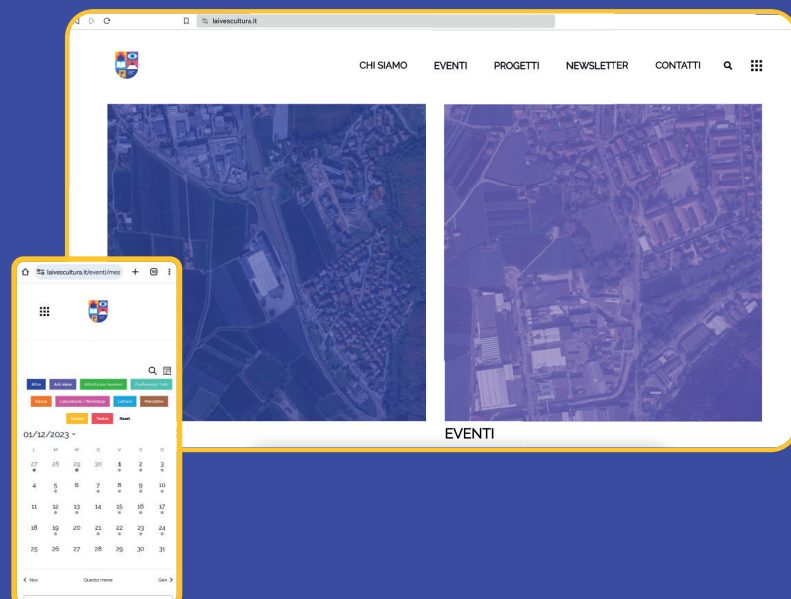 laivescultura.it
CHI SIAMO EVENTI PROGETTI NEWSLETTER CONTATTI
EVENTI
laivescultura.it/eventi/mes
Altro Arti visive Attività per bambini Conferenza / talk
Danza Laboratorio / Workshop Lettura Mercatino
Musica Teatro Reset
01/12/2023
L M M G V S D
27 28 29 30 1 2 3
4 5 6 7 8 9 10
11 12 13 14 15 16 17
18 19 20 21 22 23 24
25 26 27 28 29 30 31
Nov Questo mese Gen